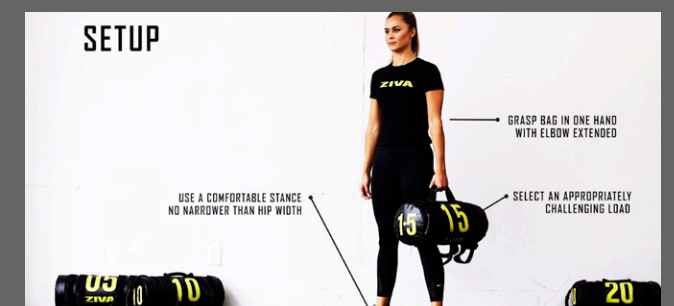 SETUP
ZIVA
GRASP BAG IN ONE HAND
WITH ELBOW EXTENDED
USE A COMFORTABLE STANCE
NO NARROWER THAN HIP WIDTH
SELECT AN APPROPRIATELY
CHALLENGING LOAD
15
15
05
ZIVA
10
10
20